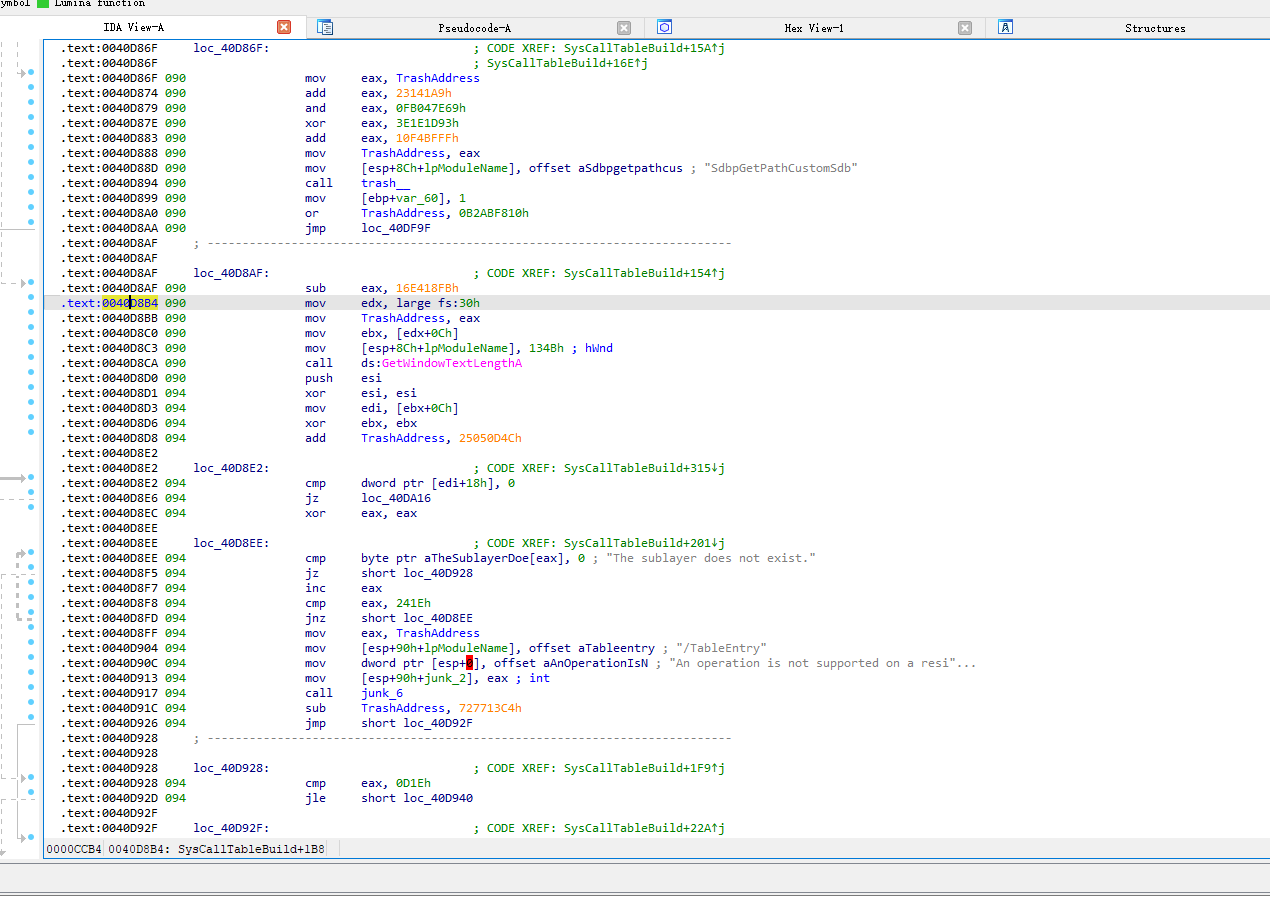 ymbol Lumina function
IDA View-A Pseudocode-A Hex View-1 Structures
.text:0040D86F loc_40D86F: ; CODE XREF: SysCallTableBuild+15A↑j
.text:0040D86F ; SysCallTableBuild+16E↑j
.text:0040D86F 090 mov eax, TrashAddress
.text:0040D874 090 add eax, 23141A9h
.text:0040D879 090 and eax, 0FB047E69h
.text:0040D87E 090 xor eax, 3E1E1D93h
.text:0040D883 090 add eax, 10F4BFFFh
.text:0040D888 090 mov TrashAddress, eax
.text:0040D88D 090 mov [esp+8Ch+lpModuleName], offset aSdbpgetpathcus ; "SdbpGetPathCustomSdb"
.text:0040D894 090 call trash__
.text:0040D899 090 mov [ebp+var_60], 1
.text:0040D8A0 090 or TrashAddress, 0B2ABF810h
.text:0040D8AA 090 jmp loc_40DF9F
.text:0040D8AF ; ---------------------------------------------------------------------------
.text:0040D8AF
.text:0040D8AF loc_40D8AF: ; CODE XREF: SysCallTableBuild+154↑j
.text:0040D8AF 090 sub eax, 16E418FBh
.text:0040D8B4 090 mov edx, large fs:30h
.text:0040D8BB 090 mov TrashAddress, eax
.text:0040D8C0 090 mov ebx, [edx+0Ch]
.text:0040D8C3 090 mov [esp+8Ch+lpModuleName], 134Bh ; hWnd
.text:0040D8CA 090 call ds:GetWindowTextLengthA
.text:0040D8D0 090 push esi
.text:0040D8D1 094 xor esi, esi
.text:0040D8D3 094 mov edi, [ebx+0Ch]
.text:0040D8D6 094 xor ebx, ebx
.text:0040D8D8 094 add TrashAddress, 25050D4Ch
.text:0040D8E2
.text:0040D8E2 loc_40D8E2: ; CODE XREF: SysCallTableBuild+315↓j
.text:0040D8E2 094 cmp dword ptr [edi+18h], 0
.text:0040D8E6 094 jz loc_40DA16
.text:0040D8EC 094 xor eax, eax
.text:0040D8EE
.text:0040D8EE loc_40D8EE: ; CODE XREF: SysCallTableBuild+201↓j
.text:0040D8EE 094 cmp byte ptr aTheSublayerDoe[eax], 0 ; "The sublayer does not exist."
.text:0040D8F5 094 jz short loc_40D928
.text:0040D8F7 094 inc eax
.text:0040D8F8 094 cmp eax, 241Eh
.text:0040D8FD 094 jnz short loc_40D8EE
.text:0040D8FF 094 mov eax, TrashAddress
.text:0040D904 094 mov [esp+90h+lpModuleName], offset aTableentry ; "/TableEntry"
.text:0040D90C 094 mov dword ptr [esp+0], offset aAnOperationIsN ; "An operation is not supported on a resi"...
.text:0040D913 094 mov [esp+90h+junk_2], eax ; int
.text:0040D917 094 call junk_6
.text:0040D91C 094 sub TrashAddress, 727713C4h
.text:0040D926 094 jmp short loc_40D92F
.text:0040D928 ; ---------------------------------------------------------------------------
.text:0040D928
.text:0040D928 loc_40D928: ; CODE XREF: SysCallTableBuild+1F9↑j
.text:0040D928 094 cmp eax, 0D1Eh
.text:0040D92D 094 jle short loc_40D940
.text:0040D92F
.text:0040D92F loc_40D92F: ; CODE XREF: SysCallTableBuild+22A↑j
0000CCB4 0040D8B4: SysCallTableBuild+1B8